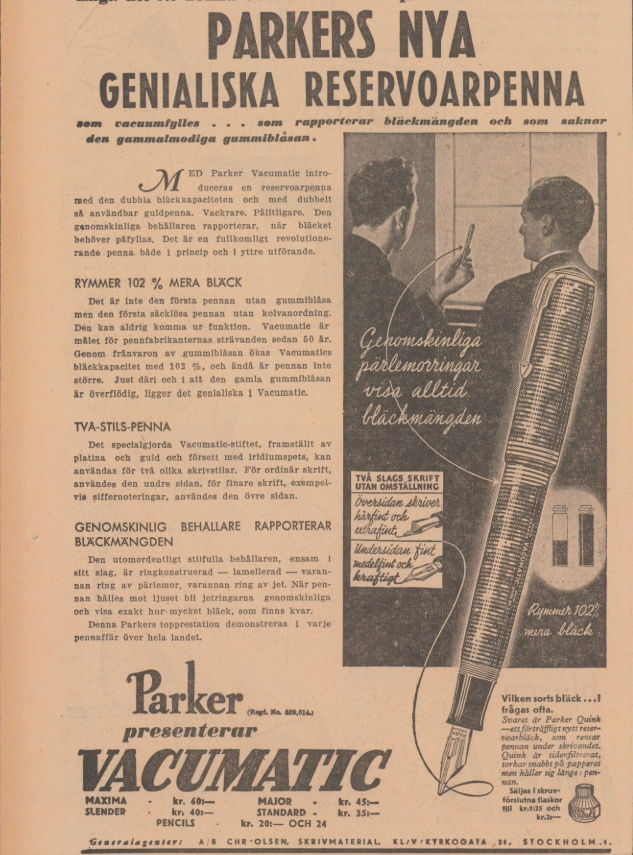 PARKERS NYA
GENIALISKA RESERVOARPENNA
som vacuumfylles . . . som rapporterar bläckmängden och som saknar
den gammalmodiga gummiblåsan.
MED Parker Vacumatic intro-
duceras en reservoarpenna
med den dubbla bläckkapaciteten och med dubbelt
så användbar guldpenna. Vackrare. Pålitligare. Den
genomskinliga behållaren rapporterar, när bläcket
behöver påfyllas. Det är en fullkomligt revolutione-
rande penna både i princip och i yttre utförande.
RYMMER 102 % MERA BLÄCK
Det är inte den första pennan utan gummiblåsa
men den första säcklösa pennan utan kolvanordning.
Den kan aldrig komma ur funktion. Vacumatic är
målet för pennfabrikanternas strävanden sedan 50 år.
Genom frånvaron av gummiblåsan ökas Vacumatics
bläckkapacitet med 102 %, och ändå är pennan inte
större. Just däri och i att den gamla gummiblåsan
är överflödig, ligger det genialiska i Vacumatic.
TVÅ-STILS-PENNA
Det specialgjorda Vacumatic-stiftet, framställt av
platina och guld och försett med iridiumspets, kan
användas för två olika skrivstilar. För ordinär skrift,
användes den undre sidan, för finare skrift, exempel-
vis siffernoteringar, användes den övre sidan.
GENOMSKINLIG BEHÅLLARE RAPPORTERAR
BLÄCKMÄNGDEN
Den utomordentligt stilfulla behållaren, ensam i
sitt slag, är ringkonstruerad — lamellerad — varan-
nan ring av pärlemor, varannan ring av jet. När pen-
nan hålles mot ljuset bli jetringarna genomskinliga
och visa exakt hur mycket bläck, som finns kvar.
Denna Parkers topprestation demonstreras i varje
pennaffär över hela landet.
Genomskinliga
pärlemorringar
visa alltid
bläckmängden
TVÅ SLAGS SKRIFT
UTAN OMSTÄLLNING
Översidan skriver
hårfint och
extrafint,
Undersidan fint
medelfint och
kraftigt
Rymmer 102%
mera bläck
Parker
(Regd. No. 889,614.)
presenterar
VACUMATIC
MAXIMA - kr. 60:— MAJOR - kr. 45:—
SLENDER - kr. 40:— STANDARD - kr. 35:—
PENCILS - kr. 20:— OCH 24
Vilken sorts bläck...?
frågas ofta.
Svaret är Parker Quink
—ett förträffligt nytt reser-
voarbläck, som rensar
pennan under skrivandet.
Quink är sidenfiltrerat,
torkar snabbt på papperet
men håller sig länge i pen-
nan.
Säljes i skruv-
förslutna flaskor
till kr.1:25 och
kr.2:—
Quink
Generalagenter: A/B CHR·OLSEN, SKRIVMATERIAL, KL:V·KYRKOGATA 21, STOCKHOLM.1.